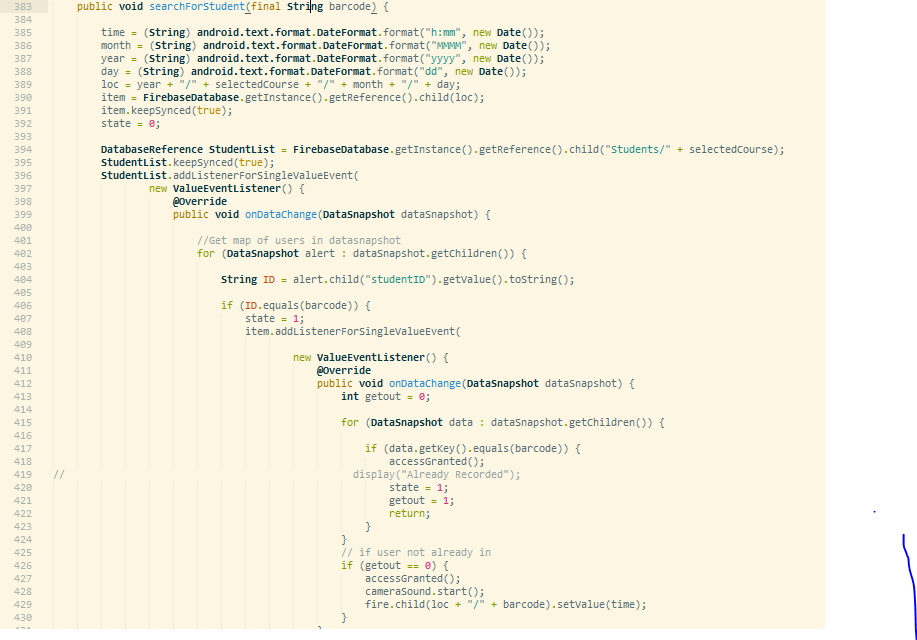 383 public void searchForStudent(final String barcode) {
384
385 time = (String) android.text.format.DateFormat.format("h:mm", new Date());
386 month = (String) android.text.format.DateFormat.format("MMMM", new Date());
387 year = (String) android.text.format.DateFormat.format("yyyy", new Date());
388 day = (String) android.text.format.DateFormat.format("dd", new Date());
389 loc = year + "/" + selectedCourse + "/" + month + "/" + day;
390 item = FirebaseDatabase.getInstance().getReference().child(loc);
391 item.keepSynced(true);
392 state = 0;
393
394 DatabaseReference StudentList = FirebaseDatabase.getInstance().getReference().child("Students/" + selectedCourse);
395 StudentList.keepSynced(true);
396 StudentList.addListenerForSingleValueEvent(
397 new ValueEventListener() {
398 @Override
399 public void onDataChange(DataSnapshot dataSnapshot) {
400
401 //Get map of users in datasnapshot
402 for (DataSnapshot alert : dataSnapshot.getChildren()) {
403
404 String ID = alert.child("studentID").getValue().toString();
405
406 if (ID.equals(barcode)) {
407 state = 1;
408 item.addListenerForSingleValueEvent(
409
410 new ValueEventListener() {
411 @Override
412 public void onDataChange(DataSnapshot dataSnapshot) {
413 int getout = 0;
414
415 for (DataSnapshot data : dataSnapshot.getChildren()) {
416
417 if (data.getKey().equals(barcode)) {
418 accessGranted();
419 // display("Already Recorded");
420 state = 1;
421 getout = 1;
422 return;
423 }
424 }
425 // if user not already in
426 if (getout == 0) {
427 accessGranted();
428 cameraSound.start();
429 fire.child(loc + "/" + barcode).setValue(time);
430 }